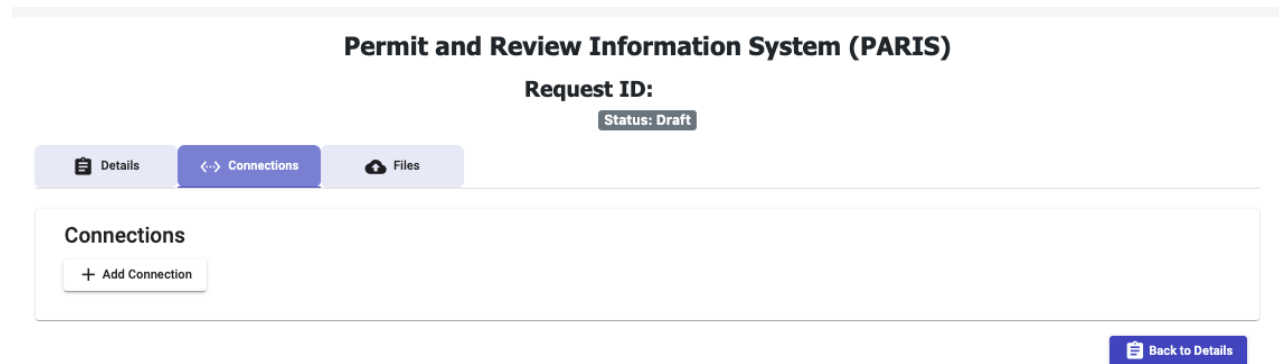 Permit and Review Information System (PARIS)
Request ID:
Status: Draft
Details
Connections
Files
Connections
+ Add Connection
Back to Details